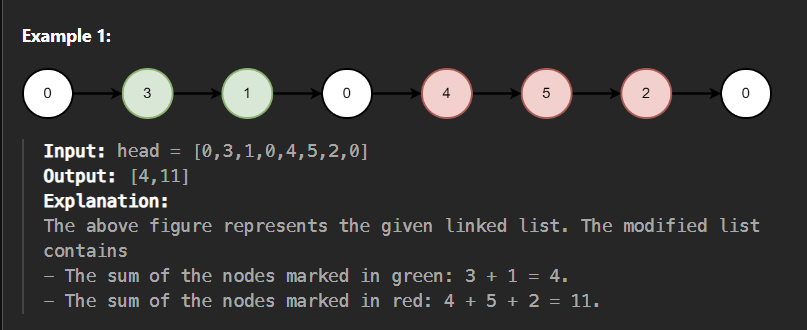 Example 1:
0 3 1 0 4 5 2 0
Input: head = [0,3,1,0,4,5,2,0]
Output: [4,11]
Explanation:
The above figure represents the given linked list. The modified list
contains
– The sum of the nodes marked in green: 3 + 1 = 4.
– The sum of the nodes marked in red: 4 + 5 + 2 = 11.